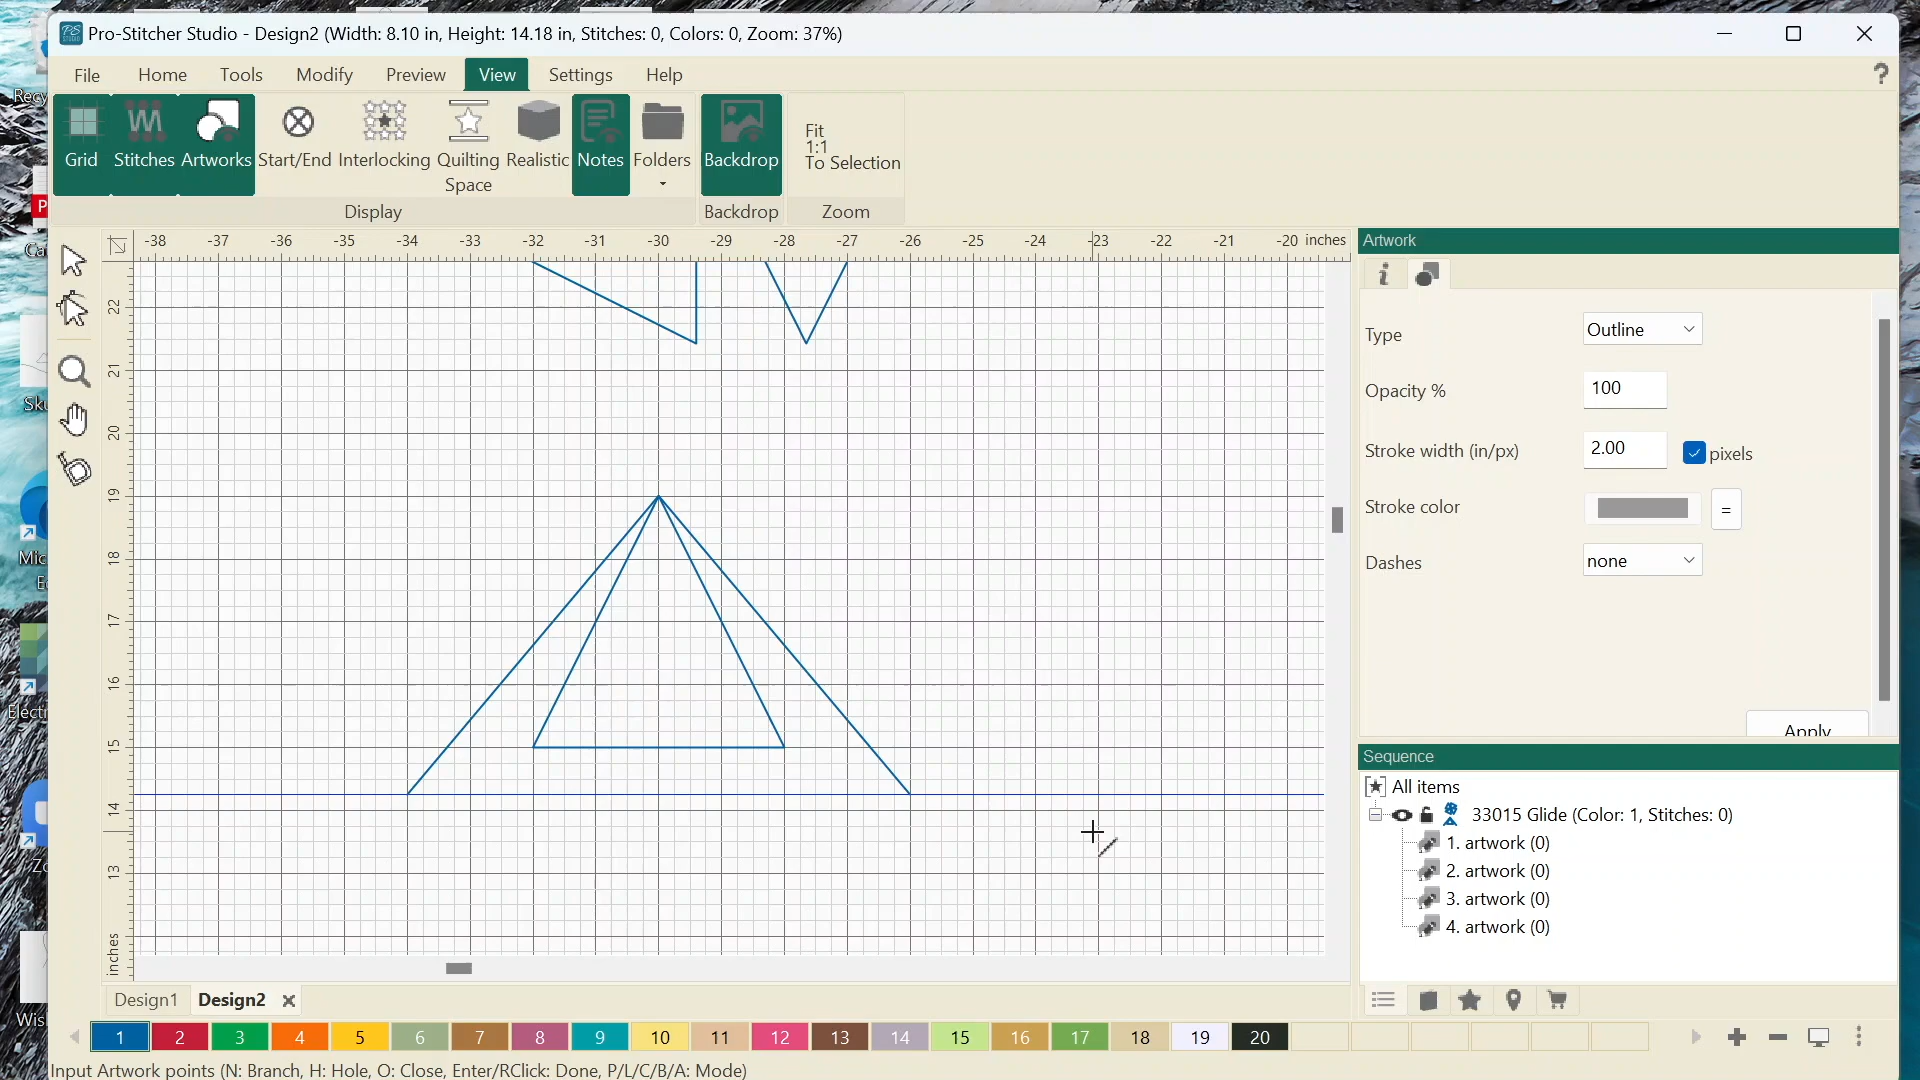 Pro-Stitcher Studio - Design2 (Width: 8.10 in, Height: 14.18 in, Stitches: 0, Colors: 0, Zoom: 37%)
File Home Tools Modify Preview View Settings Help ?
Grid Stitches Artworks Start/End Interlocking Quilting Space Realistic Notes Folders Backdrop
Fit
1:1
To Selection
Display Backdrop Zoom
-38 -37 -36 -35 -34 -33 -32 -31 -30 -29 -28 -27 -26 -25 -24 -23 -22 -21 -20 inches
22
21
20
19
18
17
16
15
14
13
inches
Artwork
Type Outline
Opacity % 100
Stroke width (in/px) 2.00 pixels
Stroke color =
Dashes none
Apply
Sequence
All items
33015 Glide (Color: 1, Stitches: 0)
1. artwork (0)
2. artwork (0)
3. artwork (0)
4. artwork (0)
Design1 Design2
1 2 3 4 5 6 7 8 9 10 11 12 13 14 15 16 17 18 19 20
Input Artwork points (N: Branch, H: Hole, O: Close, Enter/RClick: Done, P/L/C/B/A: Mode)